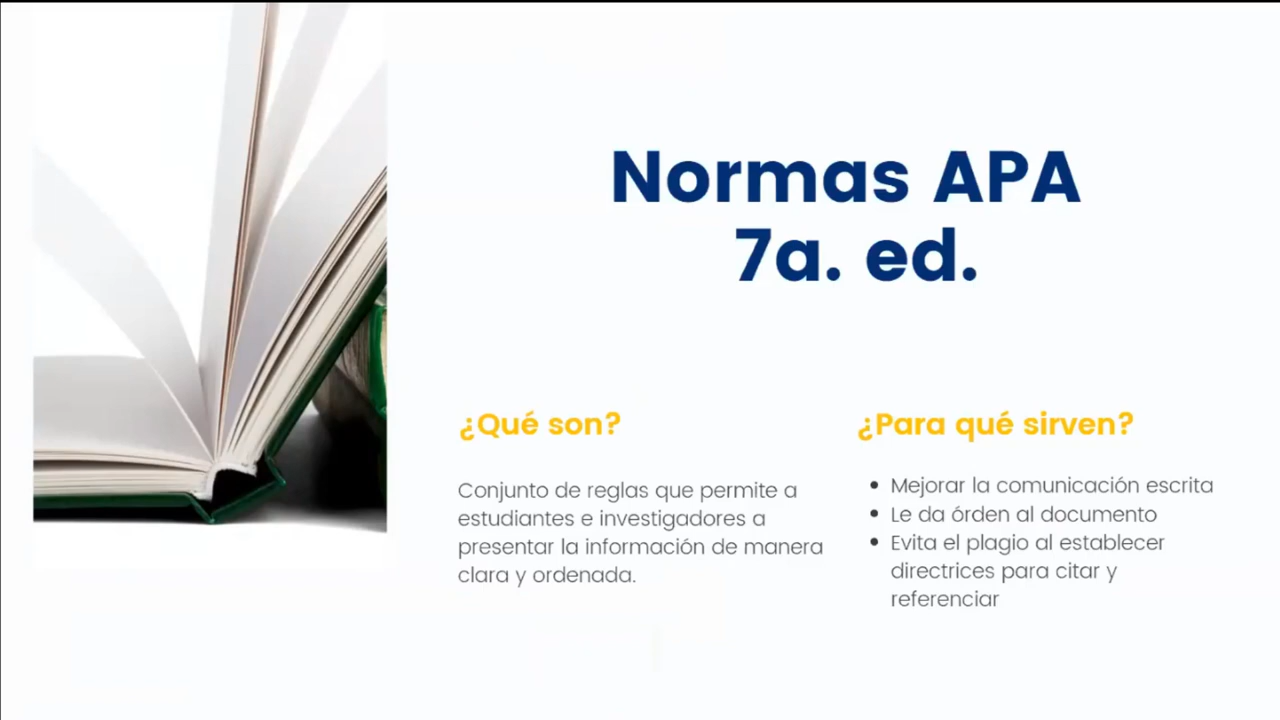 Normas APA
7a. ed.
¿Qué son?
Conjunto de reglas que permite a
estudiantes e investigadores a
presentar la información de manera
clara y ordenada.
¿Para qué sirven?
• Mejorar la comunicación escrita
• Le da órden al documento
• Evita el plagio al establecer
directrices para citar y
referenciar